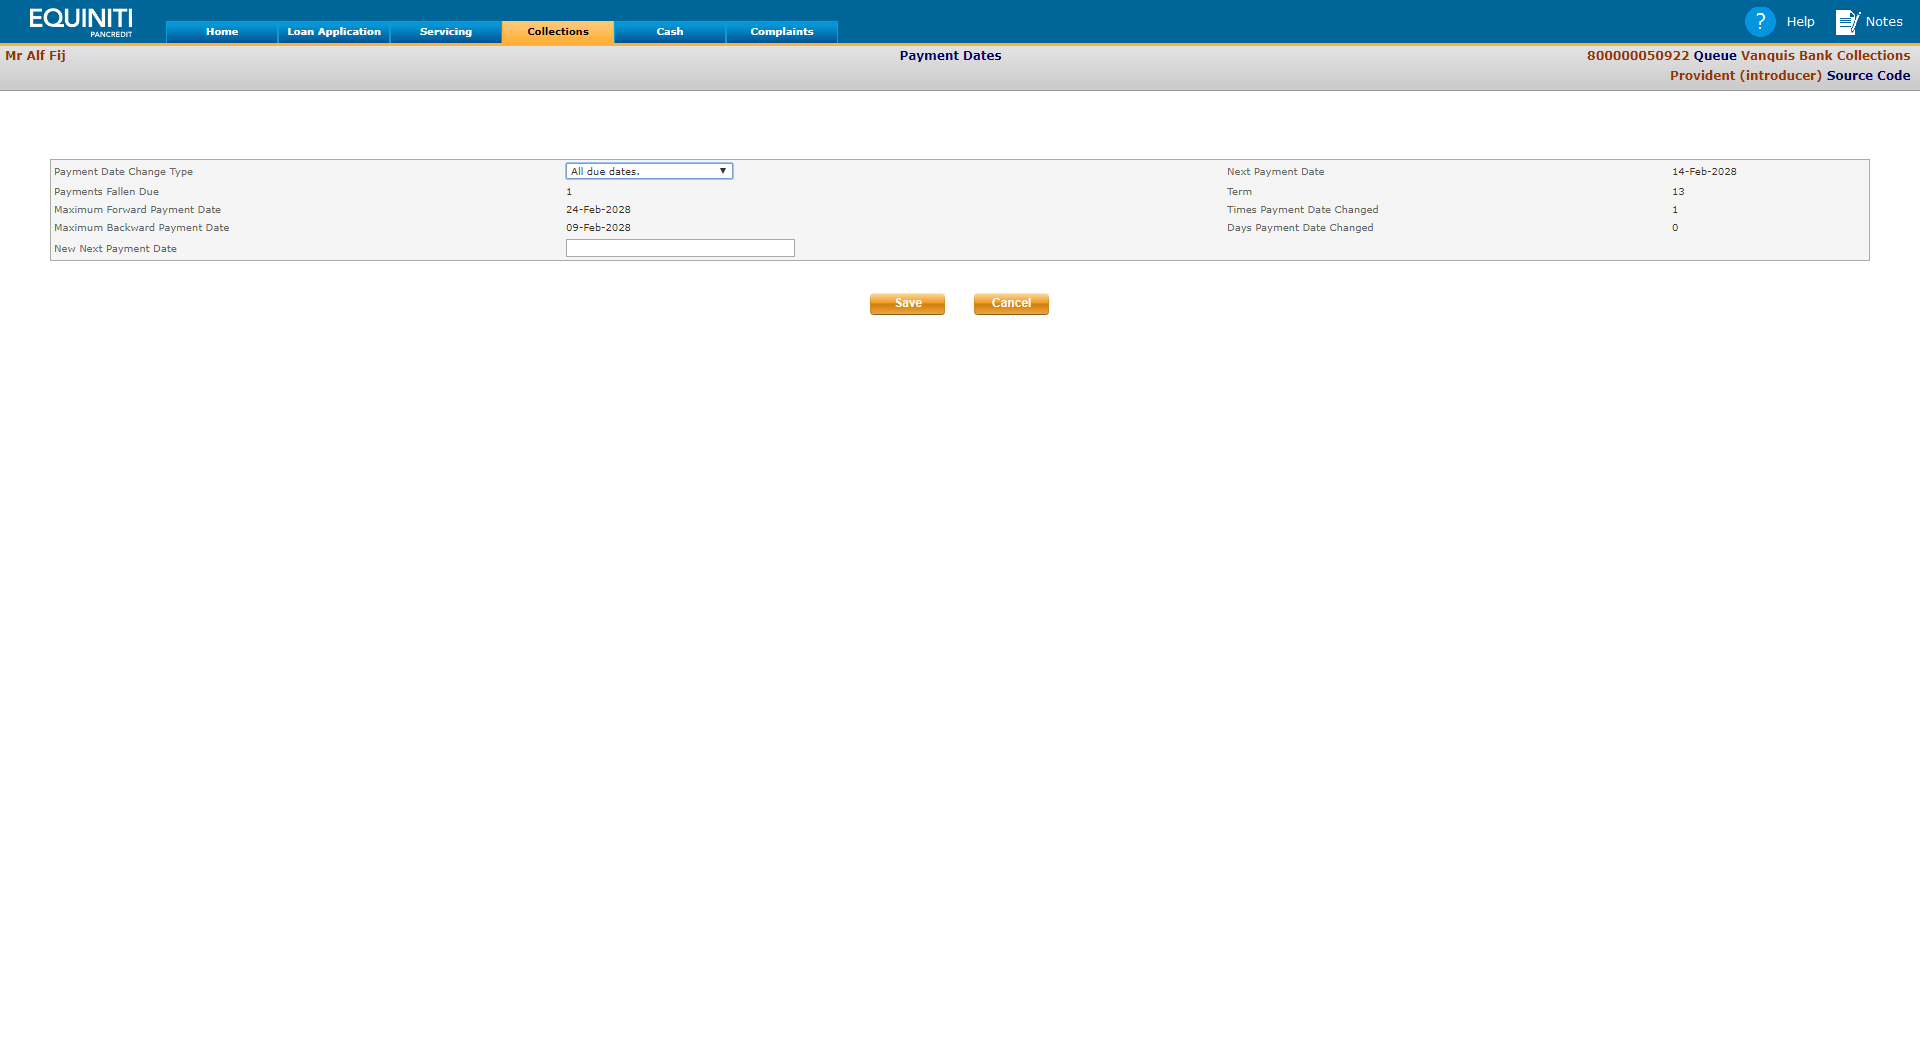 EQUINITI
PANCREDIT
Home Loan Application Servicing Collections Cash Complaints
? Help Notes
Mr Alf Fij Payment Dates 800000050922 Queue Vanquis Bank Collections
Provident (introducer) Source Code
Payment Date Change Type All due dates. Next Payment Date 14-Feb-2028
Payments Fallen Due 1 Term 13
Maximum Forward Payment Date 24-Feb-2028 Times Payment Date Changed 1
Maximum Backward Payment Date 09-Feb-2028 Days Payment Date Changed 0
New Next Payment Date
Save Cancel